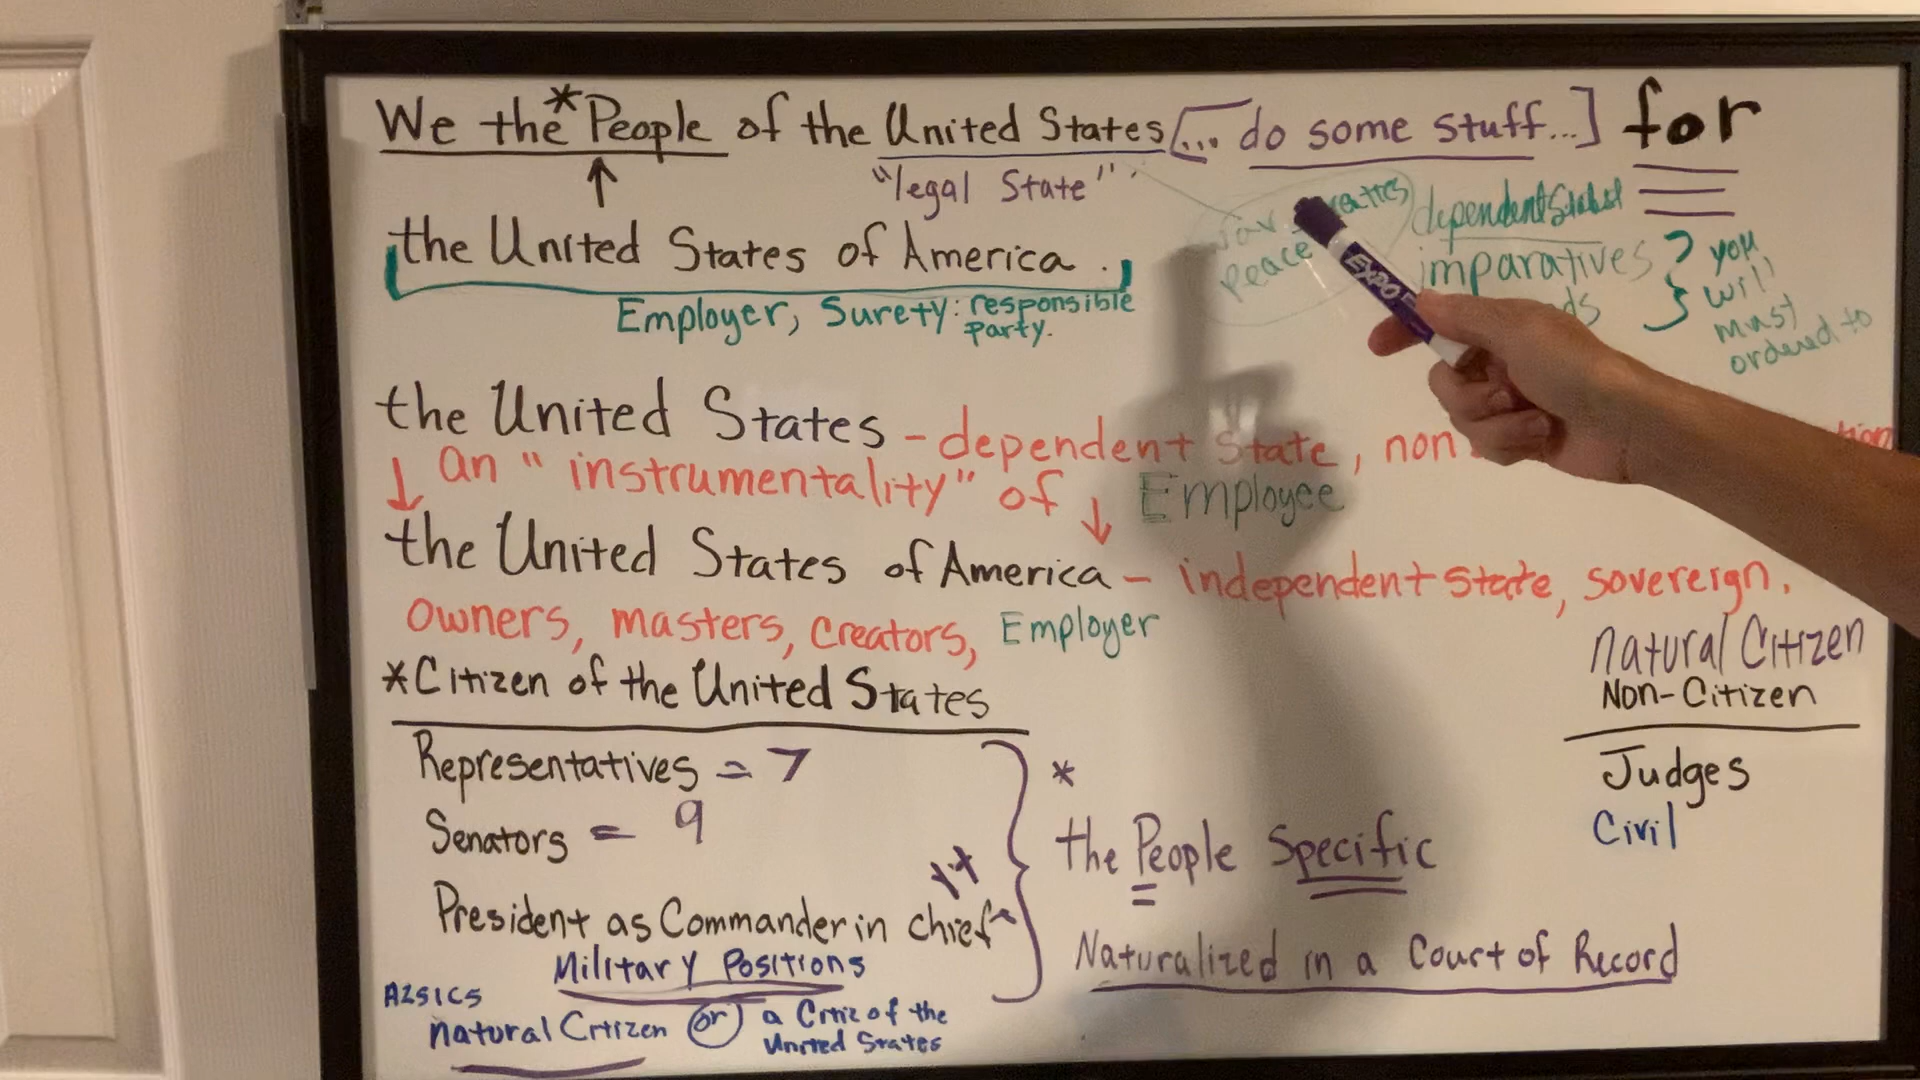 We the *People of the United States [... do some stuff...] for
"legal State"
the United States of America.
Employer, Surety: responsible party.
peace
dependent
imparatives
you
will
must
ordered to
EXPO
the United States - dependent State, non
an "instrumentality" of Employee
the United States of America - independent state, sovereign.
owners, masters, creators, Employer
natural Citizen
Non-Citizen
Judges
Civil
*Citizen of the United States
Representatives = 7
Senators = 9
14
President as Commander in chief
Military Positions
A2S1C5
natural Citizen or a Citiz of the United States
*
the People Specific
Naturalized in a Court of Record